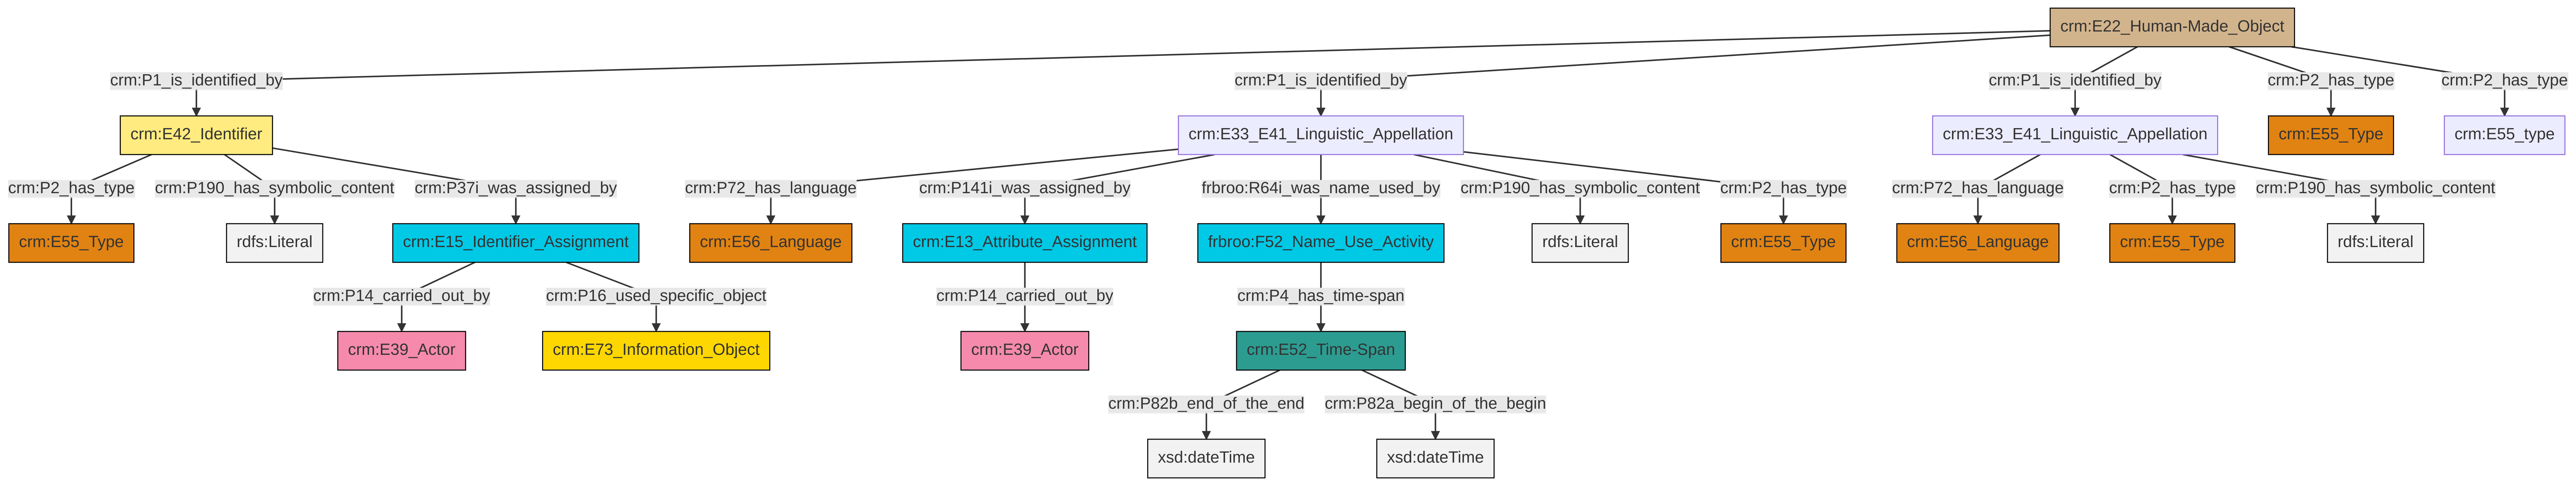 crm:E22_Human-Made_Object
crm:P1_is_identified_by
crm:P1_is_identified_by
crm:P1_is_identified_by
crm:P2_has_type
crm:P2_has_type
crm:E42_Identifier
crm:E33_E41_Linguistic_Appellation
crm:E33_E41_Linguistic_Appellation
crm:E55_Type
crm:E55_type
crm:P2_has_type
crm:P190_has_symbolic_content
crm:P37i_was_assigned_by
crm:P72_has_language
crm:P141i_was_assigned_by
frbroo:R64i_was_name_used_by
crm:P190_has_symbolic_content
crm:P2_has_type
crm:P72_has_language
crm:P2_has_type
crm:P190_has_symbolic_content
crm:E55_Type
rdfs:Literal
crm:E15_Identifier_Assignment
crm:E56_Language
crm:E13_Attribute_Assignment
frbroo:F52_Name_Use_Activity
rdfs:Literal
crm:E55_Type
crm:E56_Language
crm:E55_Type
rdfs:Literal
crm:P14_carried_out_by
crm:P16_used_specific_object
crm:P14_carried_out_by
crm:P4_has_time-span
crm:E39_Actor
crm:E73_Information_Object
crm:E39_Actor
crm:E52_Time-Span
crm:P82b_end_of_the_end
crm:P82a_begin_of_the_begin
xsd:dateTime
xsd:dateTime